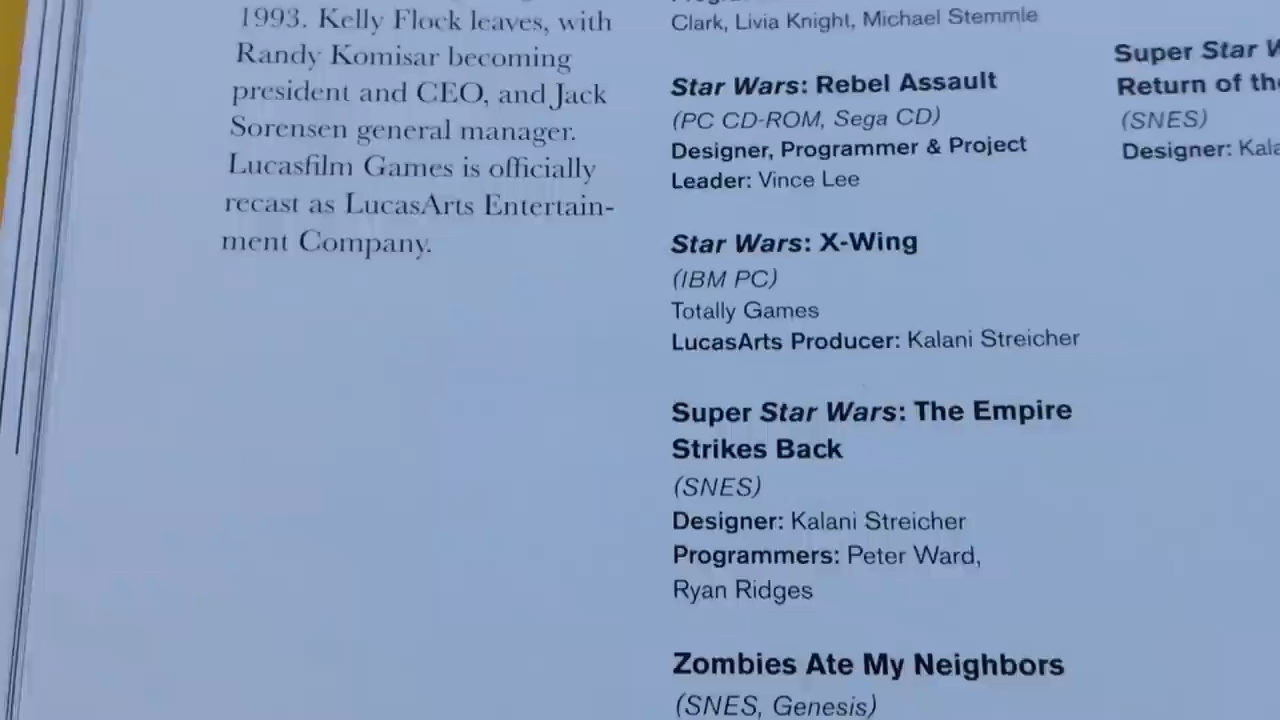 1993. Kelly Flock leaves, with
Randy Komisar becoming
president and CEO, and Jack
Sorensen general manager.
Lucasfilm Games is officially
recast as LucasArts Entertain-
ment Company.
Clark, Livia Knight, Michael Stemmle
Star Wars: Rebel Assault
(PC CD-ROM, Sega CD)
Designer, Programmer & Project
Leader: Vince Lee
Star Wars: X-Wing
(IBM PC)
Totally Games
LucasArts Producer: Kalani Streicher
Super Star Wars: The Empire
Strikes Back
(SNES)
Designer: Kalani Streicher
Programmers: Peter Ward,
Ryan Ridges
Zombies Ate My Neighbors
(SNES, Genesis)
Super Star
Return of
(SNES)
Designer: